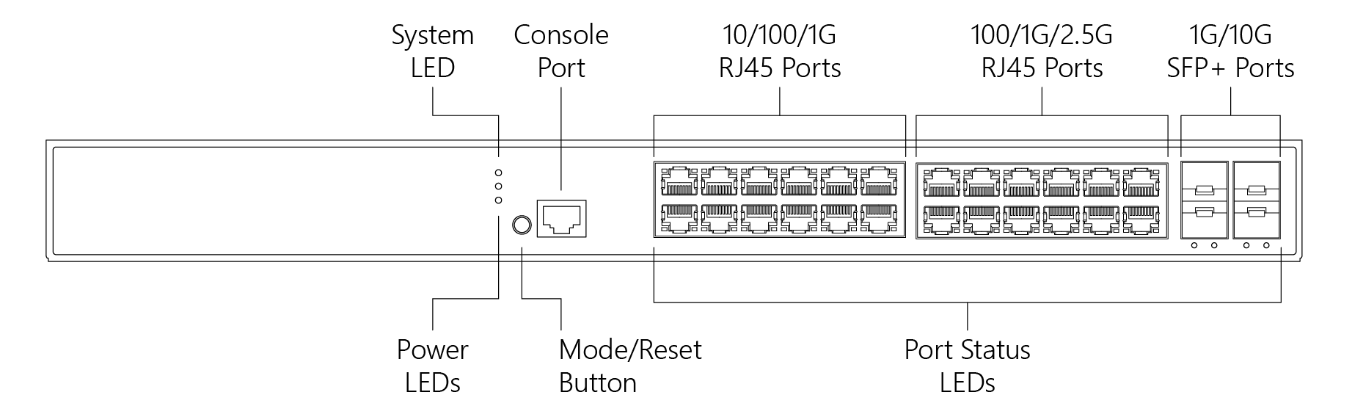 System
LED
Console
Port
10/100/1G
RJ45 Ports
100/1G/2.5G
RJ45 Ports
1G/10G
SFP+ Ports
Power
LEDs
Mode/Reset
Button
Port Status
LEDs